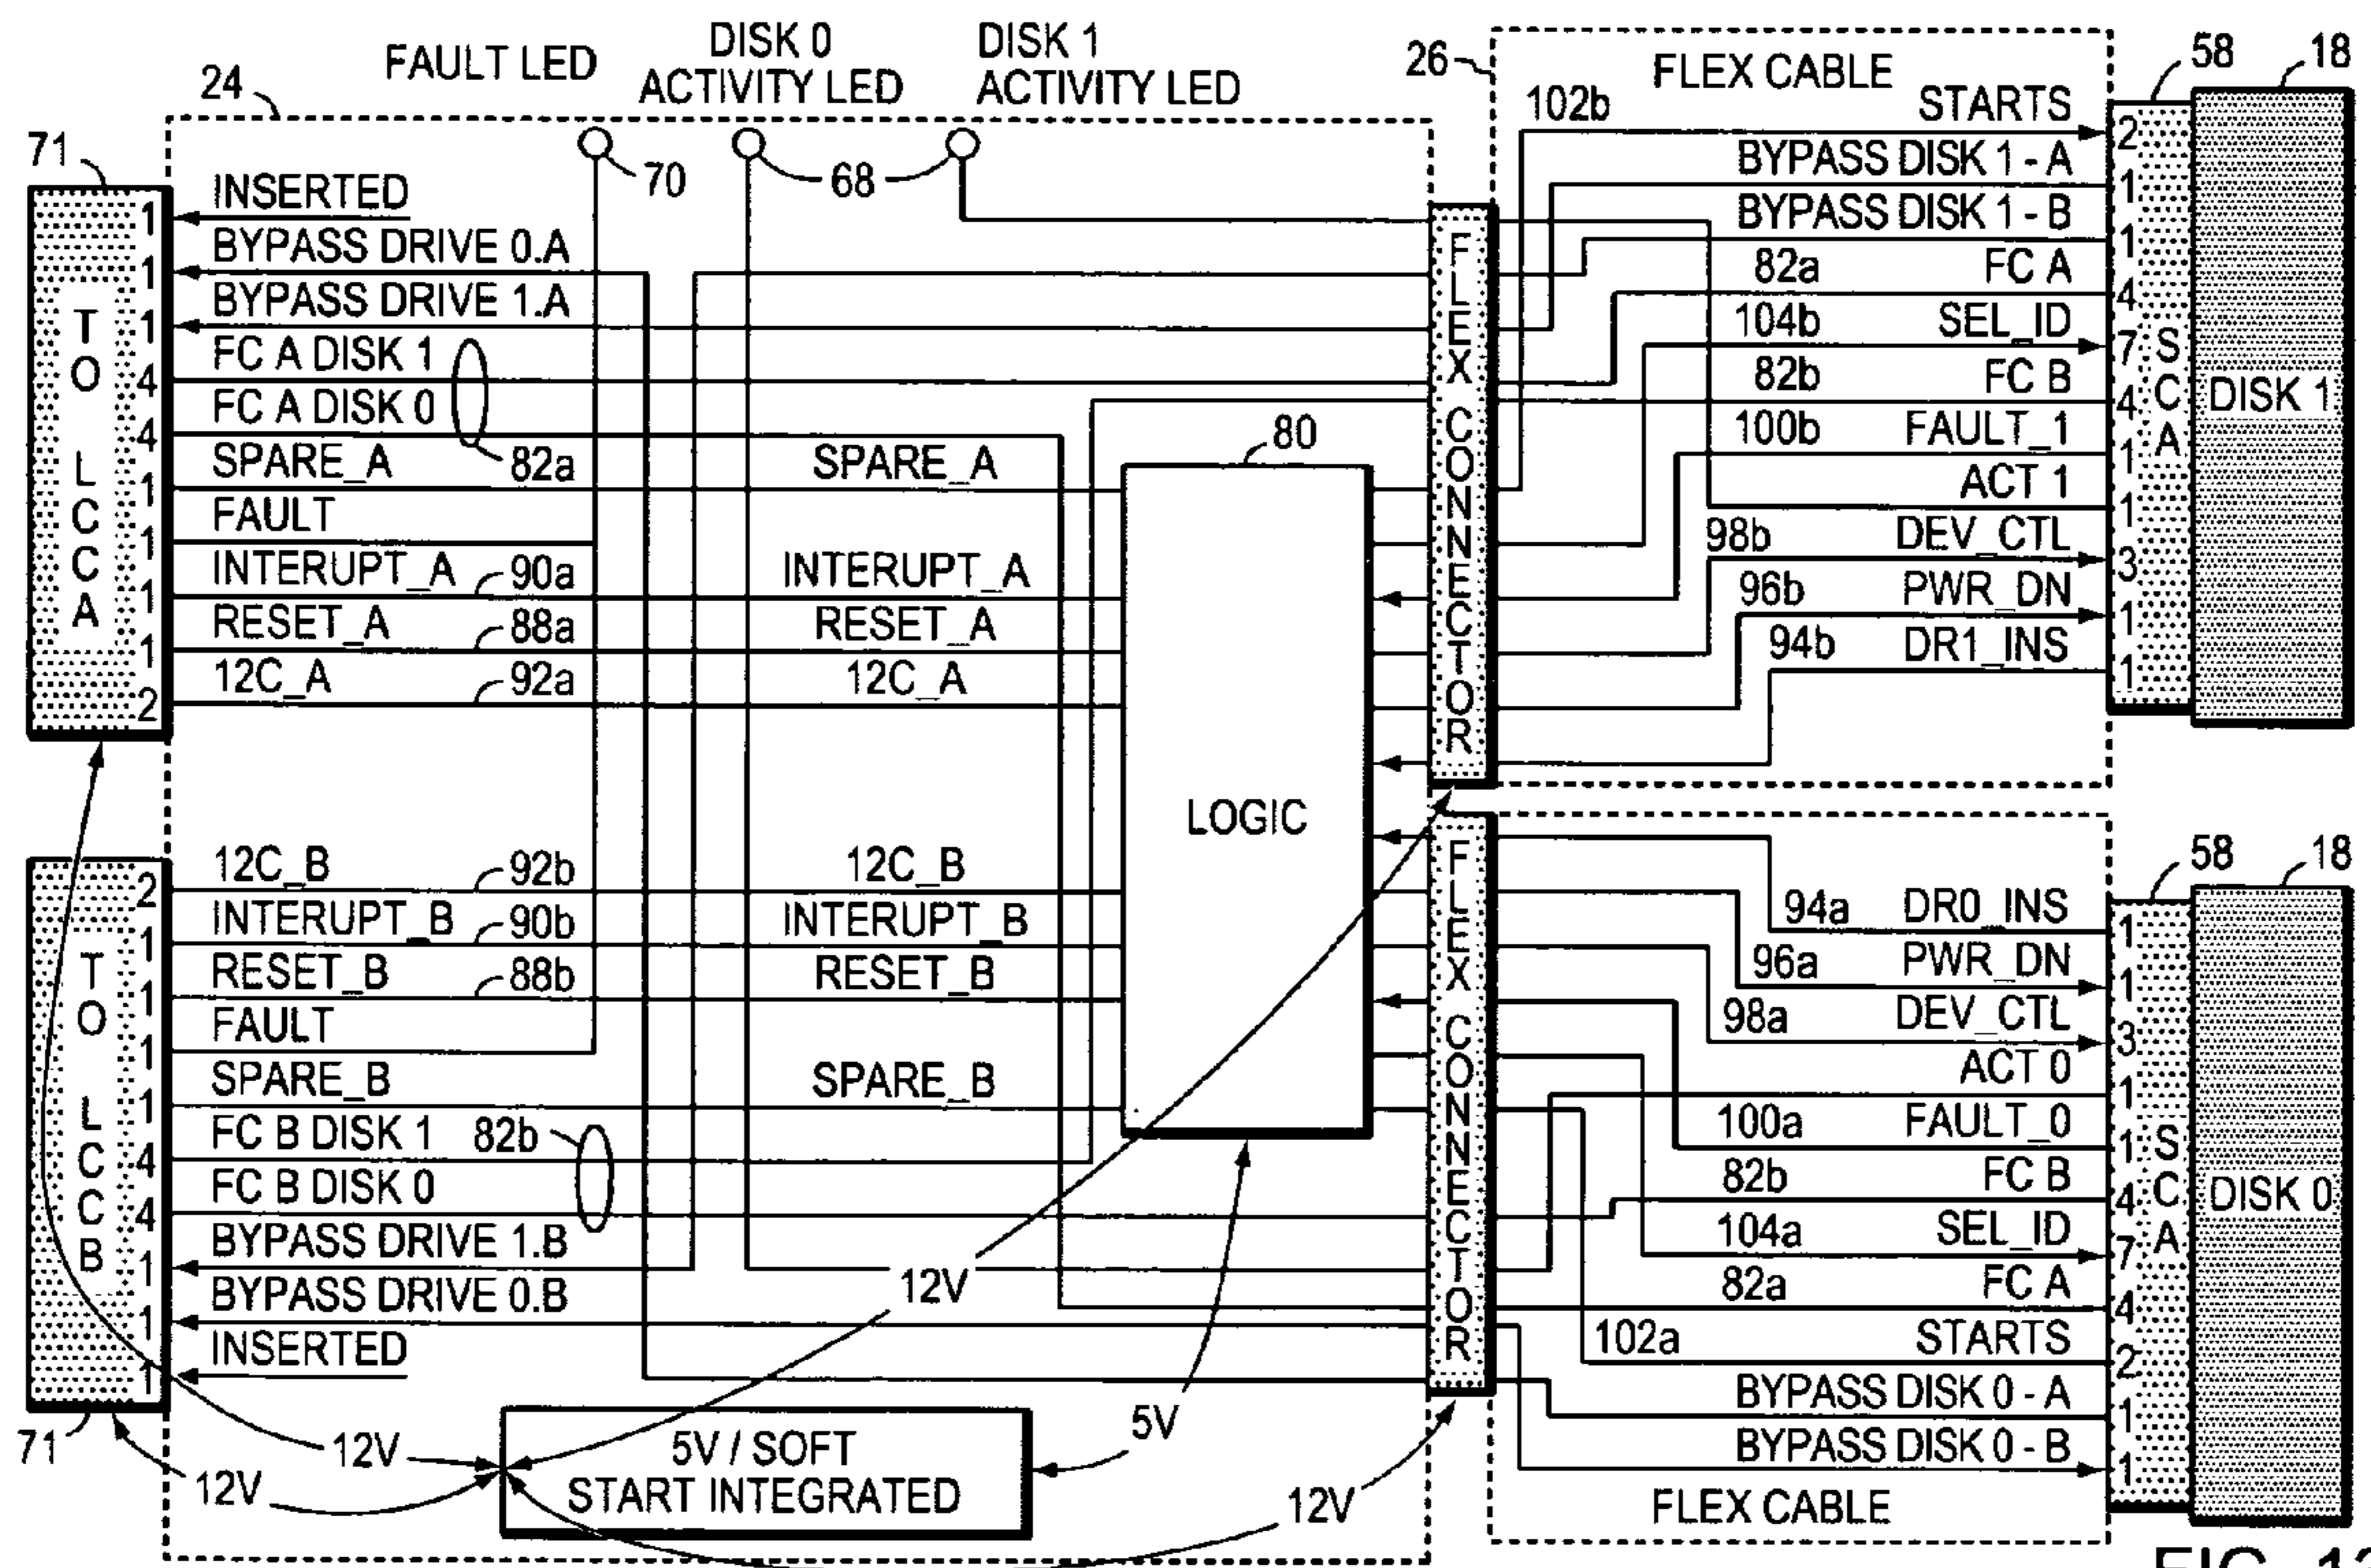 FAULT LED
DISK 0
ACTIVITY LED
DISK 1
ACTIVITY LED
24
70
68
71
TO LCCA
1 INSERTED
1 BYPASS DRIVE 0.A
1 BYPASS DRIVE 1.A
4 FC A DISK 1
4 FC A DISK 0
82a
1 SPARE_A
SPARE_A
1 FAULT
1 INTERUPT_A
90a
INTERUPT_A
1 RESET_A
88a
RESET_A
2 12C_A
92a
12C_A
80
LOGIC
TO LCCB
2 12C_B
92b
12C_B
1 INTERUPT_B
90b
INTERUPT_B
1 RESET_B
88b
RESET_B
1 FAULT
1 SPARE_B
SPARE_B
4 FC B DISK 1
82b
4 FC B DISK 0
1 BYPASS DRIVE 1.B
1 BYPASS DRIVE 0.B
1 INSERTED
71
12V
12V
12V
5V / SOFT
START INTEGRATED
5V
12V
FLEX CONNECTOR
FLEX CONNECTOR
26
FLEX CABLE
58
18
102b STARTS 2
BYPASS DISK 1 - A 1
BYPASS DISK 1 - B 1
82a FC A 4
104b SEL_ID 7
82b FC B 4
100b FAULT_1 1
ACT 1 1
98b DEV_CTL 3
96b PWR_DN 1
94b DR1_INS 1
SCA
DISK 1
58
18
94a DR0_INS 1
96a PWR_DN 1
98a DEV_CTL 3
ACT 0 1
100a FAULT_0 1
82b FC B 4
104a SEL_ID 7
82a FC A 4
102a STARTS 2
BYPASS DISK 0 - A 1
BYPASS DISK 0 - B 1
SCA
DISK 0
FLEX CABLE